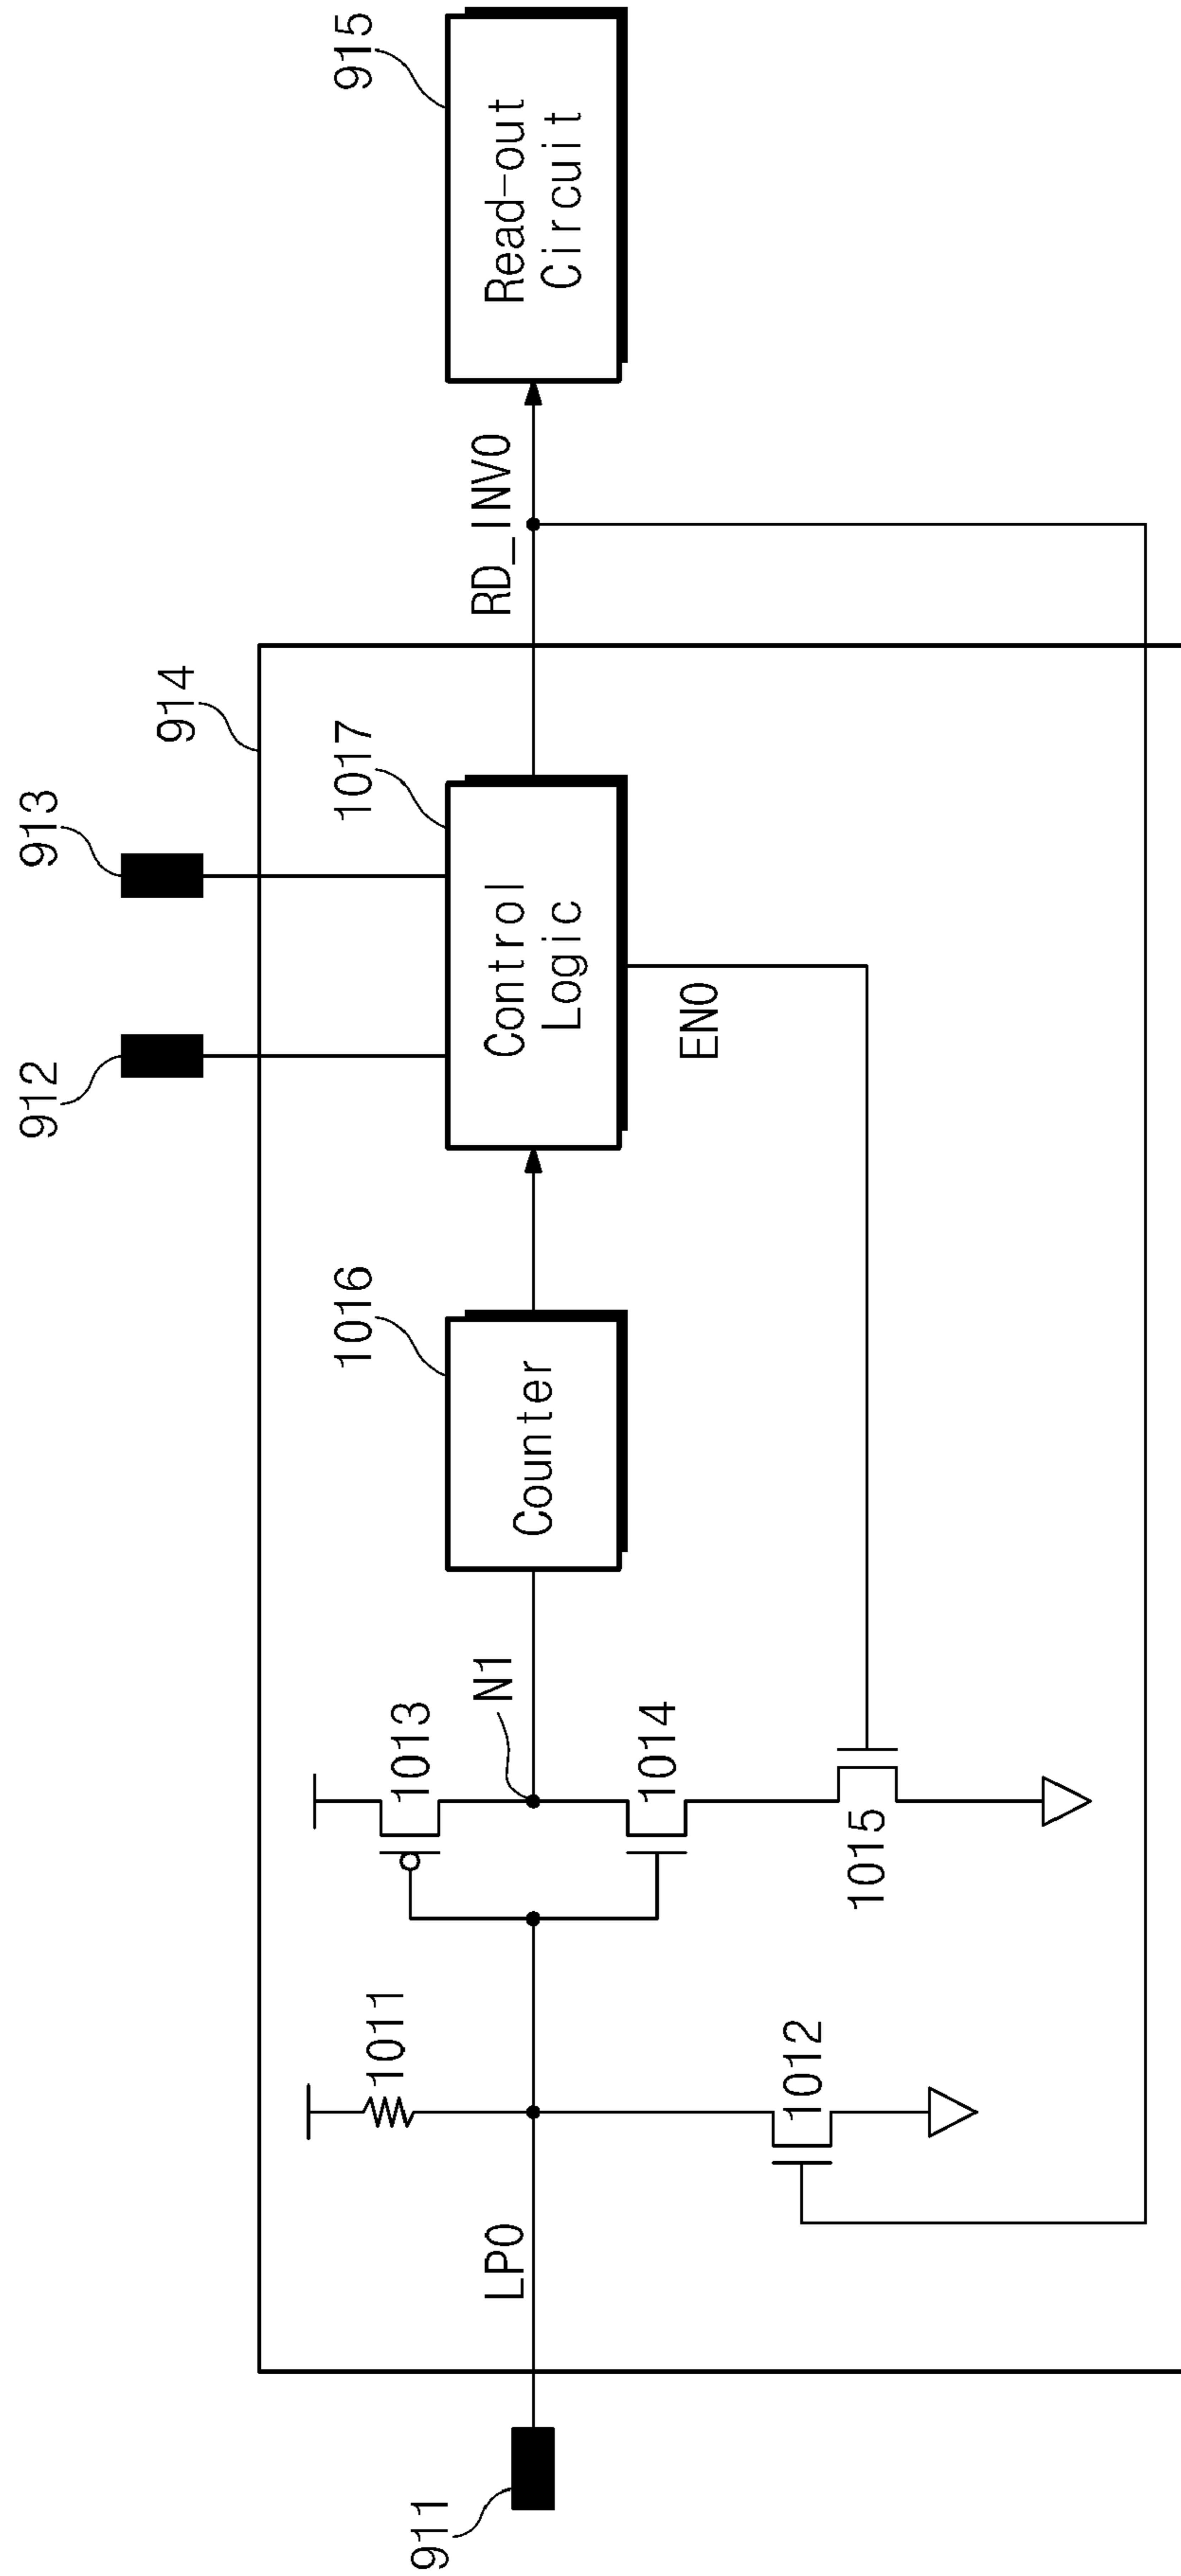 912
913
914
911
LP0
1011
1012
1013
N1
1014
1015
1016
Counter
1017
Control
Logic
EN0
RD_INV0
915
Read-out
Circuit